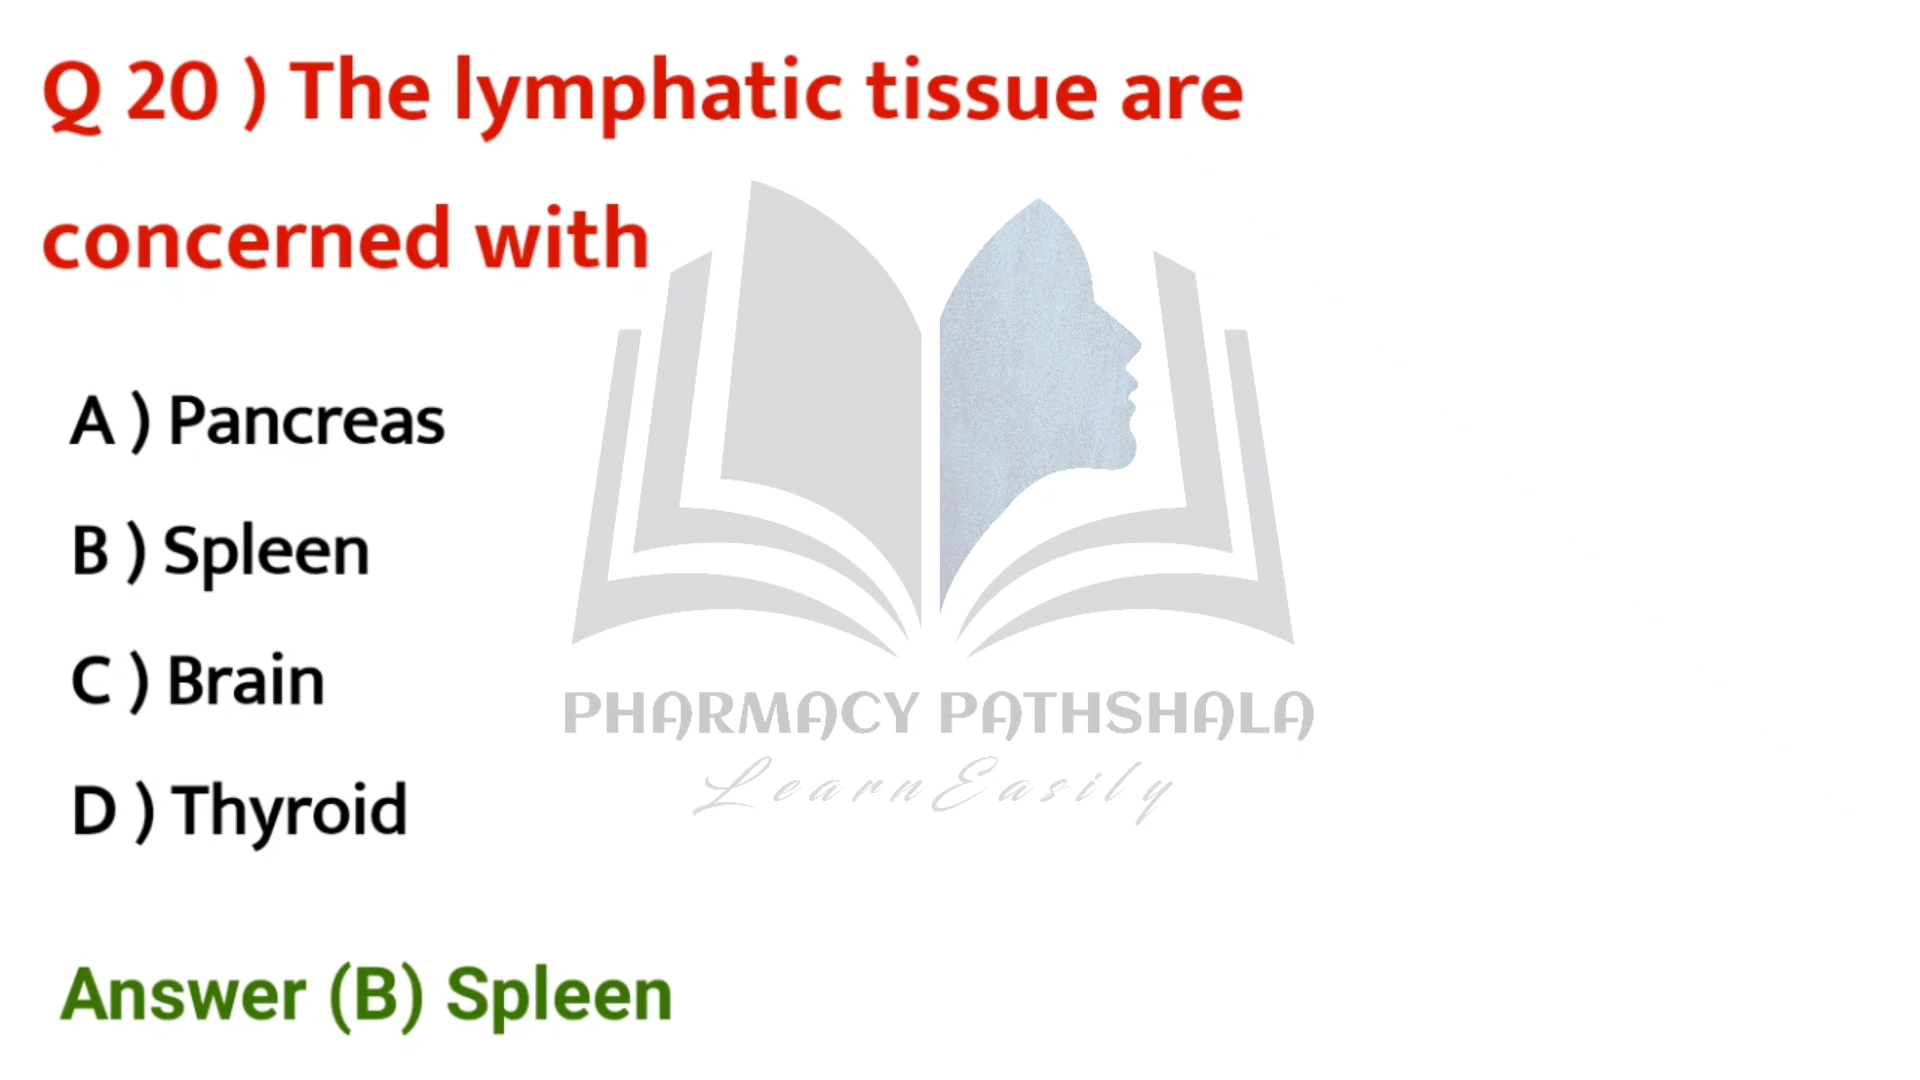 Q 20 ) The lymphatic tissue are
concerned with
A ) Pancreas
B ) Spleen
C ) Brain
D ) Thyroid
PHARMACY PATHSHALA
Learn Easily
Answer (B) Spleen